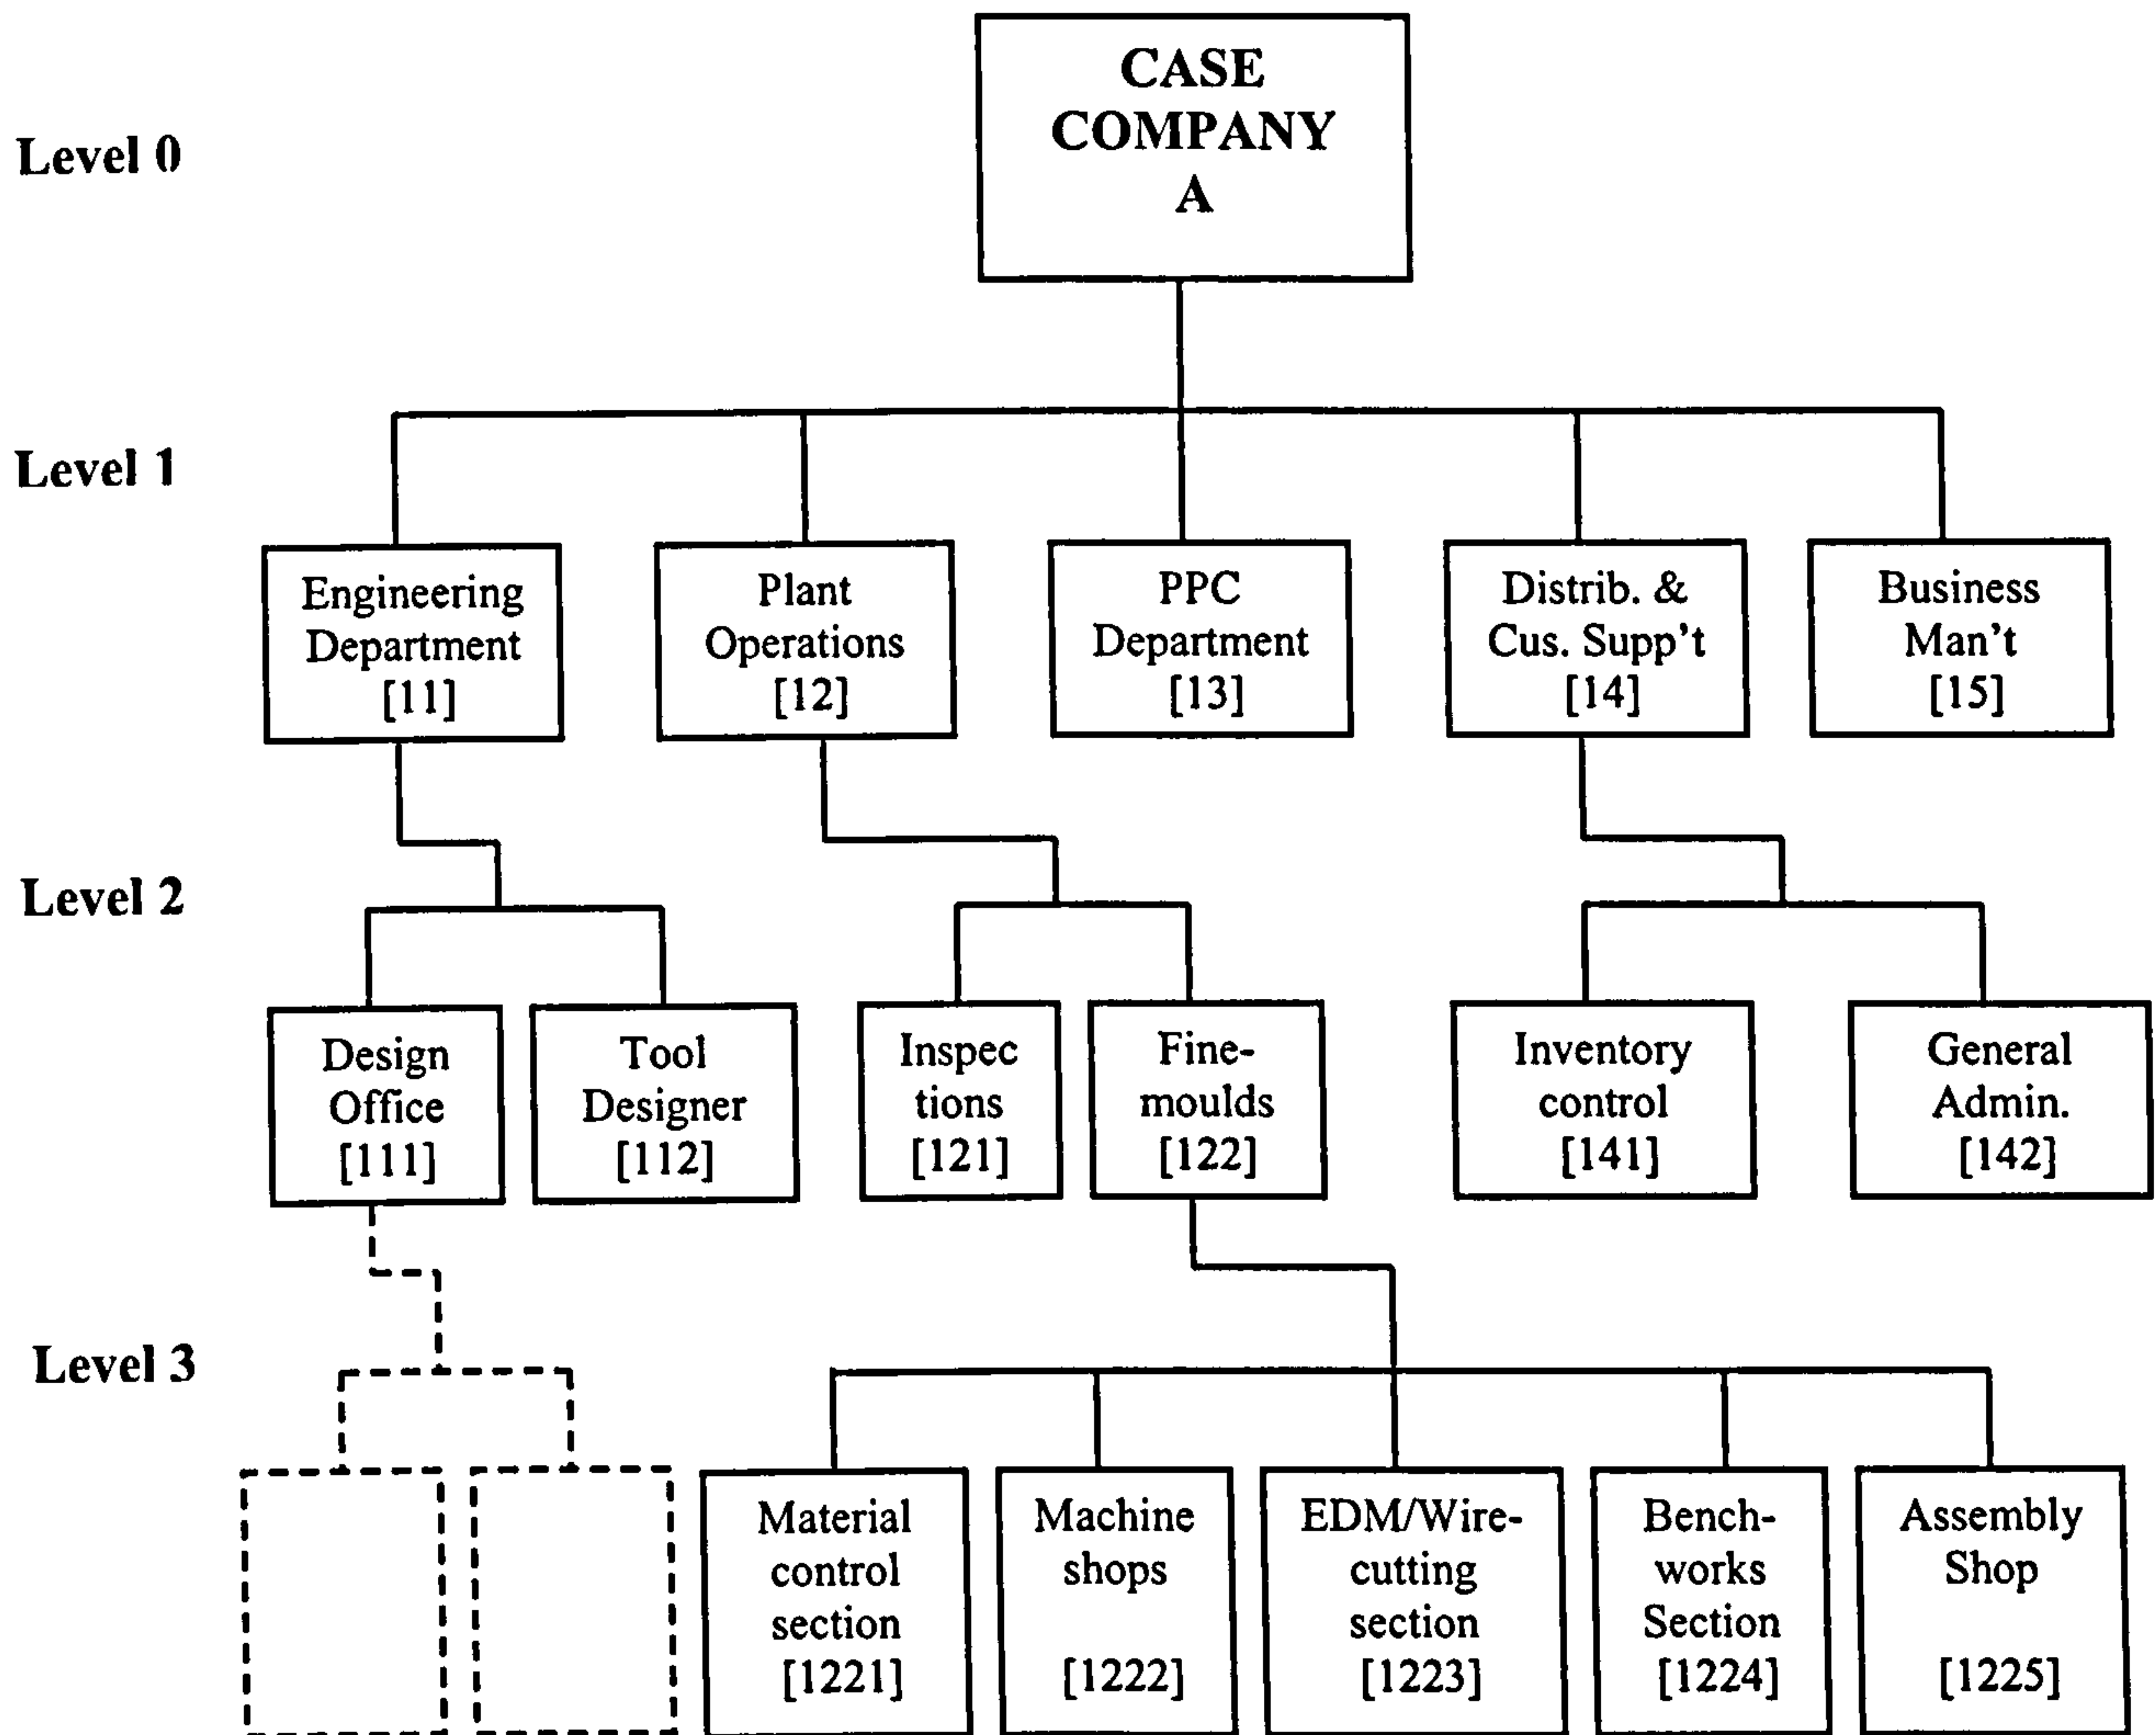 CASE
COMPANY
A
Level 0
Level 1
Engineering
Department
[11]
Plant
Operations
[12]
PPC
Department
[13]
Distrib. &
Cus. Supp't
[14]
Business
Man't
[15]
Level 2
Design
Office
[111]
Tool
Designer
[112]
Inspec
tions
[121]
Fine-
moulds
[122]
Inventory
control
[141]
General
Admin.
[142]
Level 3
Material
control
section
[1221]
Machine
shops
[1222]
EDM/Wire-
cutting
section
[1223]
Bench-
works
Section
[1224]
Assembly
Shop
[1225]